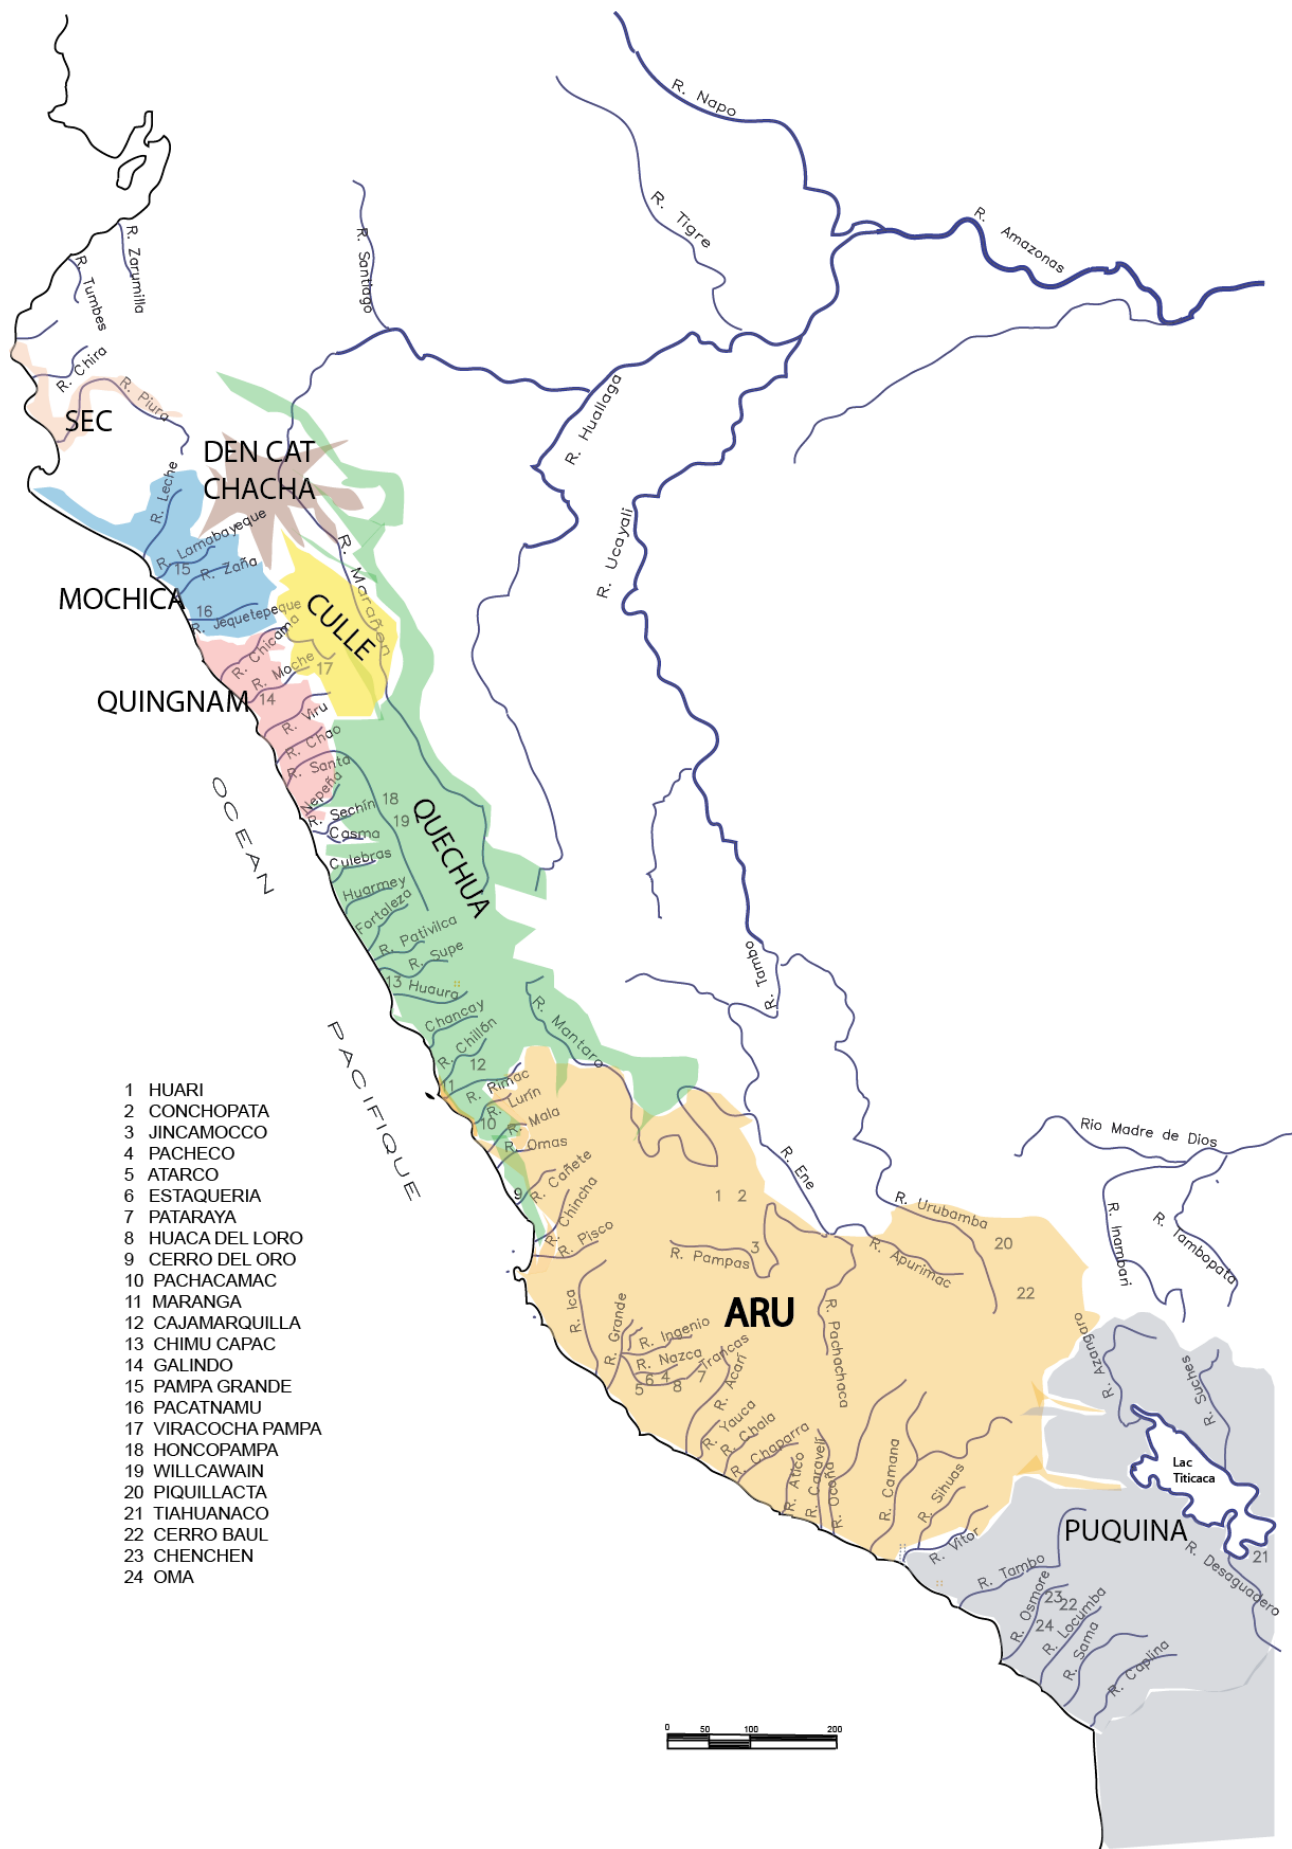 R. Napo
R. Tigre
R. Amazonas
R. Zarumilla
R. Santiago
R. Tumbes
R. Chira
R. Piura
SEC
R. Huallaga
DEN CAT
CHACHA
R. Leche
R. Lamabayeque
15
R. Zaña
R. Ucayali
R. Marañon
MOCHICA
16
R. Jequetepeque
CULLE
R. Chicama
R. Moche
17
QUINGNAM
14
R. Viru
R. Chao
R. Santa
Nepeña
R. Sechín
18
19
Casma
QUECHUA
OCEAN
Culebras
Huarmey
Fortaleza
R. Pativilca
R. Supe
R. Tambo
13
Huaura
PACIFIQUE
Chancay
R. Chillón
12
R. Mantaro
11
R. Rimac
R. Lurín
10
R. Mala
R. Omas
Rio Madre de Dios
R. Cañete
9
R. Chincha
R. Pisco
1
2
R. Ene
R. Urubamba
R. Inambari
R. Tambopata
R. Pampas
3
R. Apurimac
20
22
R. Ica
R. Grande
R. Ingenio
R. Nazca
Trancas
5
6
4
8
7
R. Acarí
ARU
R. Pachachaca
R. Azangaro
R. Suches
R. Yauca
R. Chala
R. Chaparra
R. Atico
R. Caravelí
R. Ocoña
R. Camana
R. Sihuas
R. Vitor
Lac
Titicaca
PUQUINA
R. Desaguadero
21
R. Tambo
R. Osmore
23
22
24
R. Locumba
R. Sama
R. Caplina
1 HUARI
2 CONCHOPATA
3 JINCAMOCCO
4 PACHECO
5 ATARCO
6 ESTAQUERIA
7 PATARAYA
8 HUACA DEL LORO
9 CERRO DEL ORO
10 PACHACAMAC
11 MARANGA
12 CAJAMARQUILLA
13 CHIMU CAPAC
14 GALINDO
15 PAMPA GRANDE
16 PACATNAMU
17 VIRACOCHA PAMPA
18 HONCOPAMPA
19 WILLCAWAIN
20 PIQUILLACTA
21 TIAHUANACO
22 CERRO BAUL
23 CHENCHEN
24 OMA
0 50 100 200